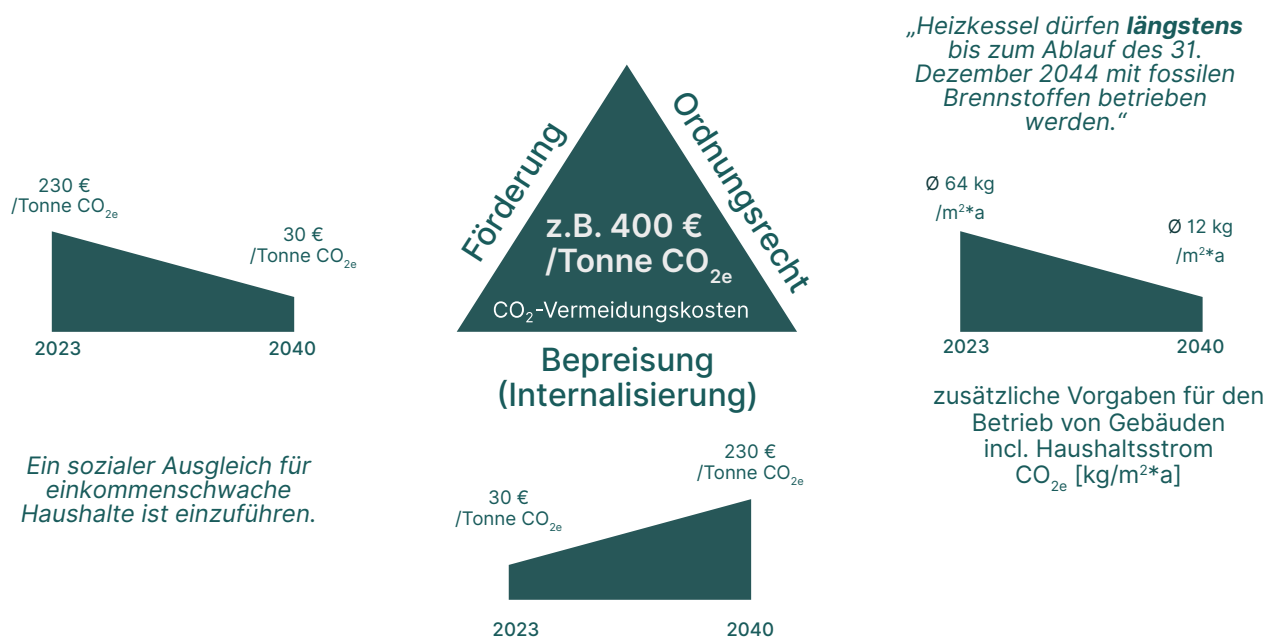 „Heizkessel dürfen längstens
bis zum Ablauf des 31.
Dezember 2044 mit fossilen
Brennstoffen betrieben
werden.“
230 €
/Tonne CO2e
30 €
/Tonne CO2e
2023
2040
Ein sozialer Ausgleich für
einkommenschwache
Haushalte ist einzuführen.
Förderung
Ordnungsrecht
z.B. 400 €
/Tonne CO2e
CO2-Vermeidungskosten
Bepreisung
(Internalisierung)
30 €
/Tonne CO2e
230 €
/Tonne CO2e
2023
2040
Ø 64 kg
/m²*a
Ø 12 kg
/m²*a
2023
2040
zusätzliche Vorgaben für den
Betrieb von Gebäuden
incl. Haushaltsstrom
CO2e [kg/m²*a]